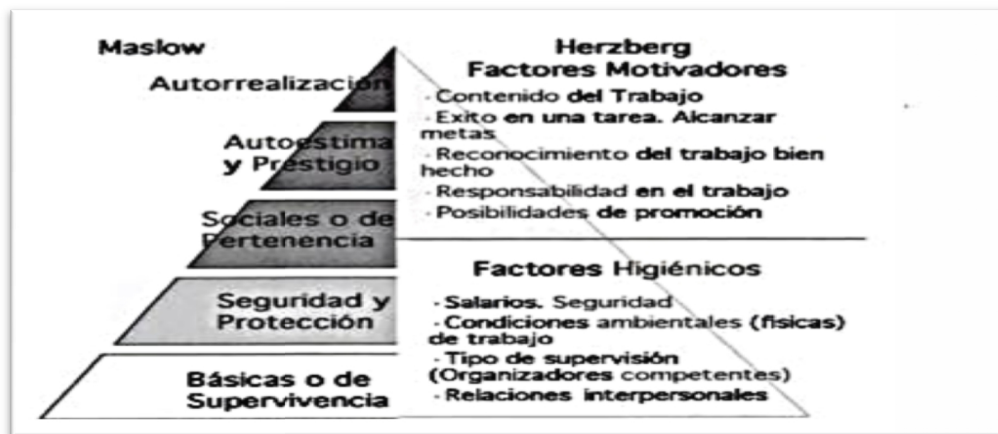 Maslow
Autorrealización
Autoestima
y Prestigio
Sociales o de
Pertenencia
Seguridad y
Protección
Básicas o de
Supervivencia
Herzberg
Factores Motivadores
- Contenido del Trabajo
- Exito en una tarea. Alcanzar
metas
- Reconocimiento del trabajo bien
hecho
- Responsabilidad en el trabajo
- Posibilidades de promoción
Factores Higiénicos
- Salarios. Seguridad
- Condiciones ambientales (fisicas)
de trabajo
- Tipo de supervisión
(Organizadores competentes)
- Relaciones interpersonales